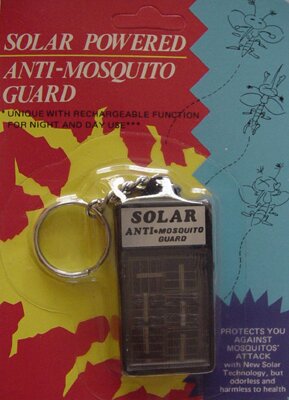 SOLAR POWERED
ANTI-MOSQUITO
GUARD
* UNIQUE WITH RECHARGEABLE FUNCTION
FOR NIGHT AND DAY USE***
SOLAR
ANTI-MOSQUITO
GUARD
PROTECTS YOU
AGAINST
MOSQUITOS'
ATTACK
with New Solar
Technology, but
odorless and
harmless to health